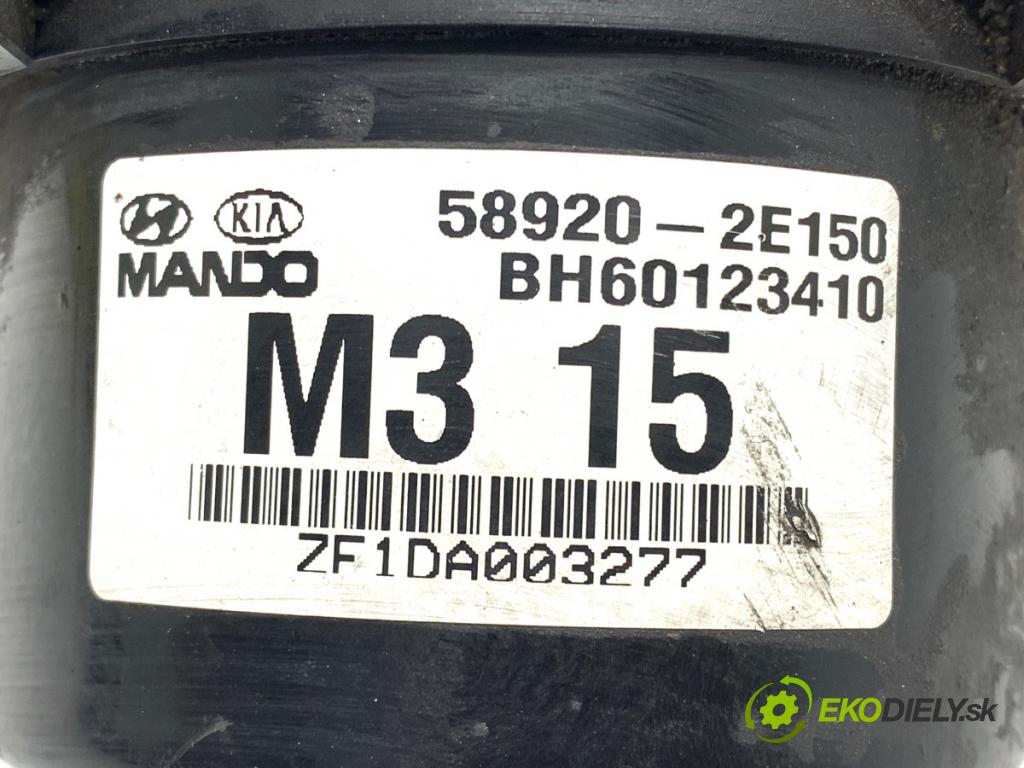 KIA 58920-2E150
MANDO BH60123410
M3 15
ZF1DA003277
EKODIELY.sk